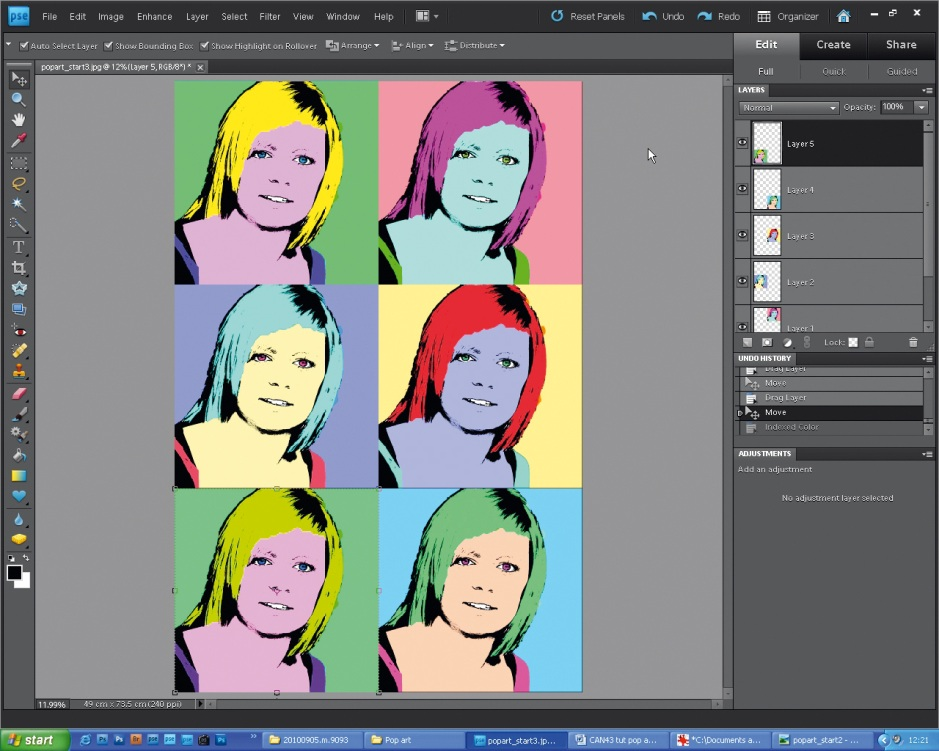 pse File Edit Image Enhance Layer Select Filter View Window Help Reset Panels Undo Redo Organizer
Auto Select Layer Show Bounding Box Show Highlight on Rollover Arrange Align Distribute
Edit Create Share
popart_start3.jpg @ 12% (Layer 5, RGB/8*) *
Full Quick Guided
LAYERS
Normal Opacity: 100%
Layer 5
Layer 4
Layer 3
Layer 2
Layer 1
Lock:
UNDO HISTORY
Drag Layer
Move
Drag Layer
Move
Indexed Color
ADJUSTMENTS
Add an adjustment
No adjustment layer selected
11.99% 49 cm x 73.5 cm (240 ppi)
start 20100905.m.9093 Pop art popart_start3.jp... CAN43 tut pop a... *C:\Documents a... popart_start2 - ... 12:21